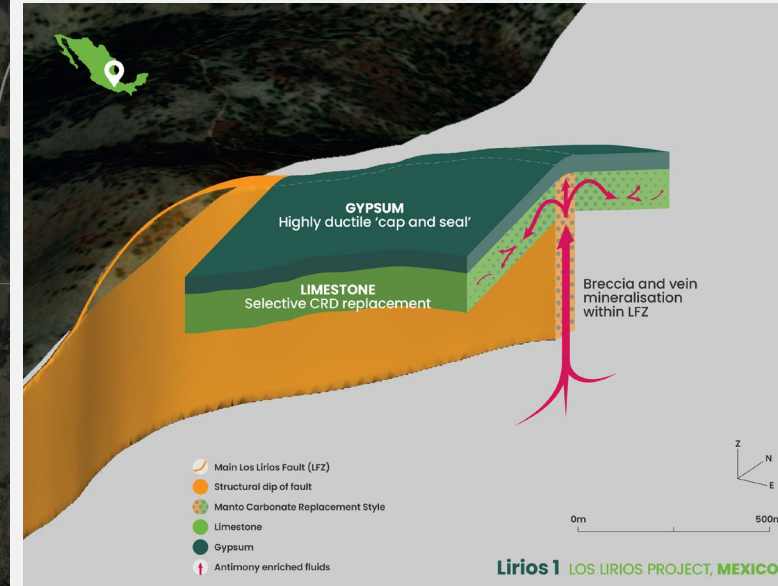 GYPSUM
Highly ductile ‘cap and seal’
LIMESTONE
Selective CRD replacement
Breccia and vein
mineralisation
within LFZ
Main Los Lirios Fault (LFZ)
Structural dip of fault
Manto Carbonate Replacement Style
Limestone
Gypsum
Antimony enriched fluids
Z
N
E
0m
500m
Lirios 1 LOS LIRIOS PROJECT, MEXICO